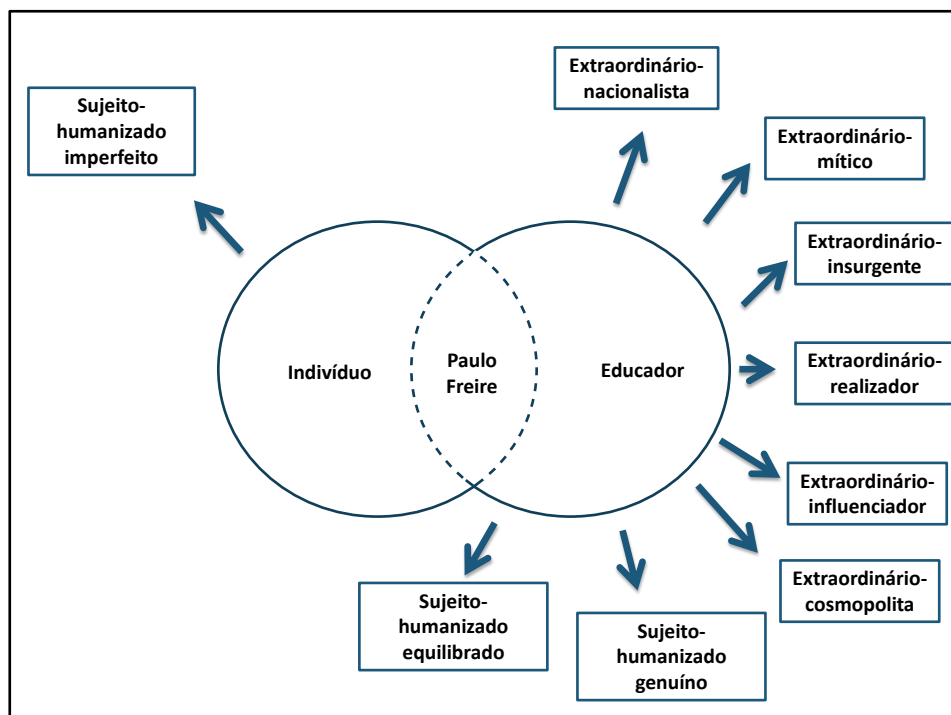 Extraordinário-
nacionalista
Sujeito-
humanizado
imperfeito
Extraordinário-
mítico
Extraordinário-
insurgente
Indivíduo
Paulo
Freire
Educador
Extraordinário-
realizador
Extraordinário-
influenciador
Extraordinário-
cosmopolita
Sujeito-
humanizado
equilibrado
Sujeito-
humanizado
genuíno